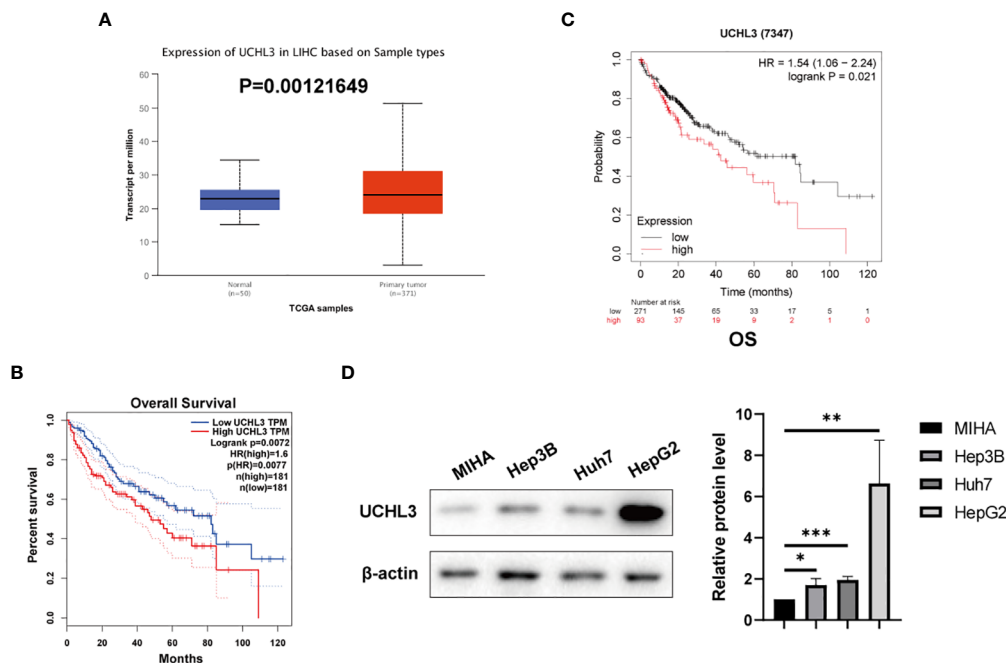 A
Expression of UCHL3 in LIHC based on Sample types
P=0.00121649
Transcript per million
60
50
40
30
20
10
0
Normal
(n=50)
Primary tumor
(n=371)
TCGA samples
B
Overall Survival
Low UCHL3 TPM
High UCHL3 TPM
Logrank p=0.0072
HR(high)=1.6
p(HR)=0.0077
n(high)=181
n(low)=181
Percent survival
1.0
0.8
0.6
0.4
0.2
0.0
0 20 40 60 80 100 120
Months
C
UCHL3 (7347)
HR = 1.54 (1.06 − 2.24)
logrank P = 0.021
Probability
1.0
0.8
0.6
0.4
0.2
0.0
Expression
low
high
0 20 40 60 80 100 120
Time (months)
Number at risk
low 271 145 65 33 17 5 1
high 93 37 19 9 2 1 0
OS
D
MIHA Hep3B Huh7 HepG2
UCHL3
β-actin
Relative protein level
10
8
6
4
2
0
**
***
*
MIHA
Hep3B
Huh7
HepG2